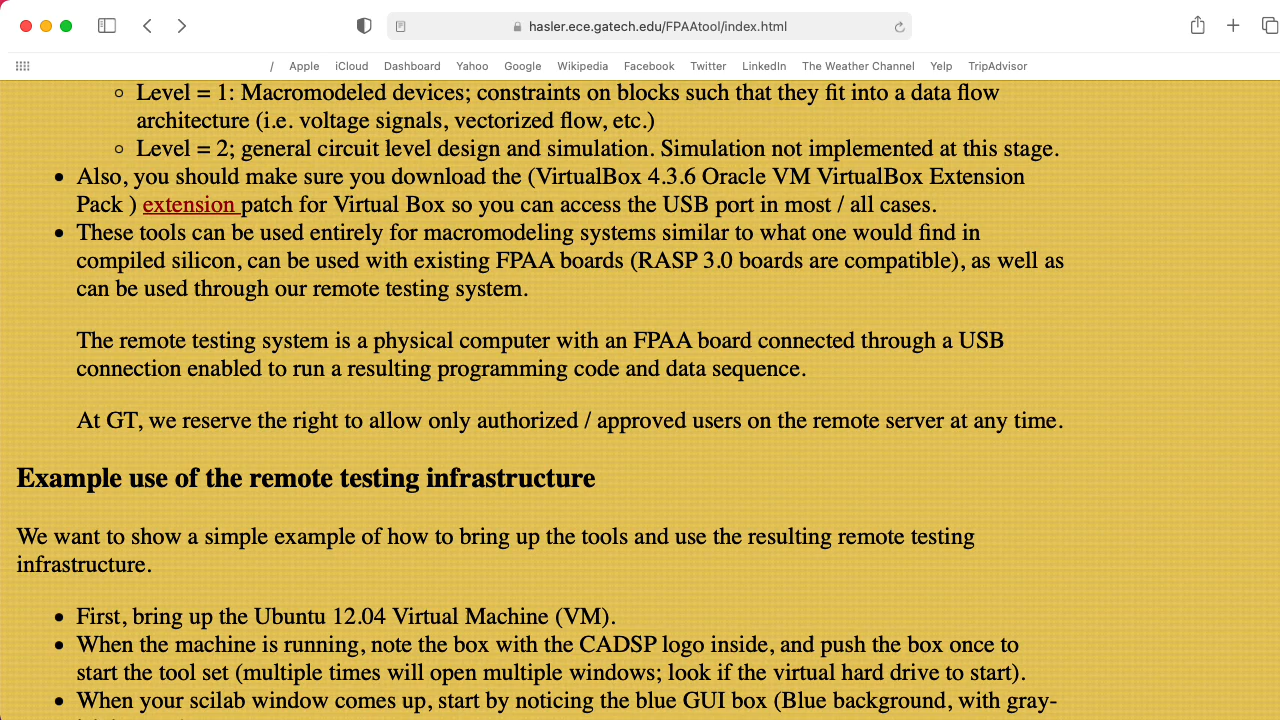 hasler.ece.gatech.edu/FPAAtool/index.html
/ Apple iCloud Dashboard Yahoo Google Wikipedia Facebook Twitter LinkedIn The Weather Channel Yelp TripAdvisor
Level = 1: Macromodeled devices; constraints on blocks such that they fit into a data flow
architecture (i.e. voltage signals, vectorized flow, etc.)
Level = 2; general circuit level design and simulation. Simulation not implemented at this stage.
Also, you should make sure you download the (VirtualBox 4.3.6 Oracle VM VirtualBox Extension
Pack ) extension patch for Virtual Box so you can access the USB port in most / all cases.
These tools can be used entirely for macromodeling systems similar to what one would find in
compiled silicon, can be used with existing FPAA boards (RASP 3.0 boards are compatible), as well as
can be used through our remote testing system.
The remote testing system is a physical computer with an FPAA board connected through a USB
connection enabled to run a resulting programming code and data sequence.
At GT, we reserve the right to allow only authorized / approved users on the remote server at any time.
Example use of the remote testing infrastructure
We want to show a simple example of how to bring up the tools and use the resulting remote testing
infrastructure.
First, bring up the Ubuntu 12.04 Virtual Machine (VM).
When the machine is running, note the box with the CADSP logo inside, and push the box once to
start the tool set (multiple times will open multiple windows; look if the virtual hard drive to start).
When your scilab window comes up, start by noticing the blue GUI box (Blue background, with gray-